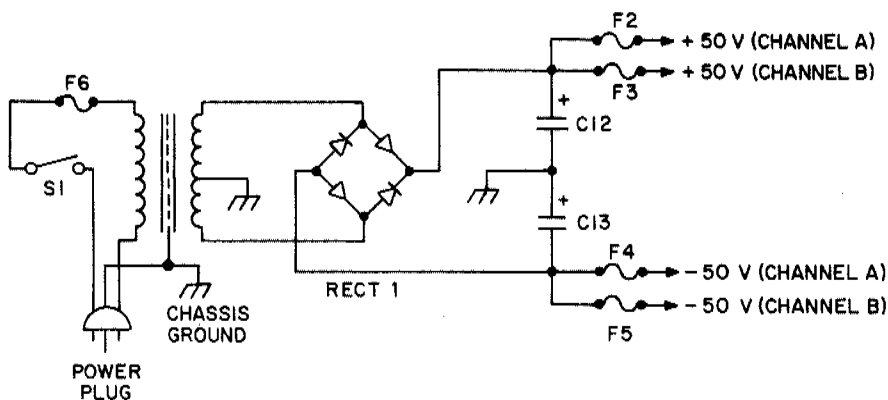 F2
+ 50 V (CHANNEL A)
+ 50 V (CHANNEL B)
F3
F6
+
C12
S1
+
C13
F4
- 50 V (CHANNEL A)
RECT 1
- 50 V (CHANNEL B)
F5
CHASSIS
GROUND
POWER
PLUG